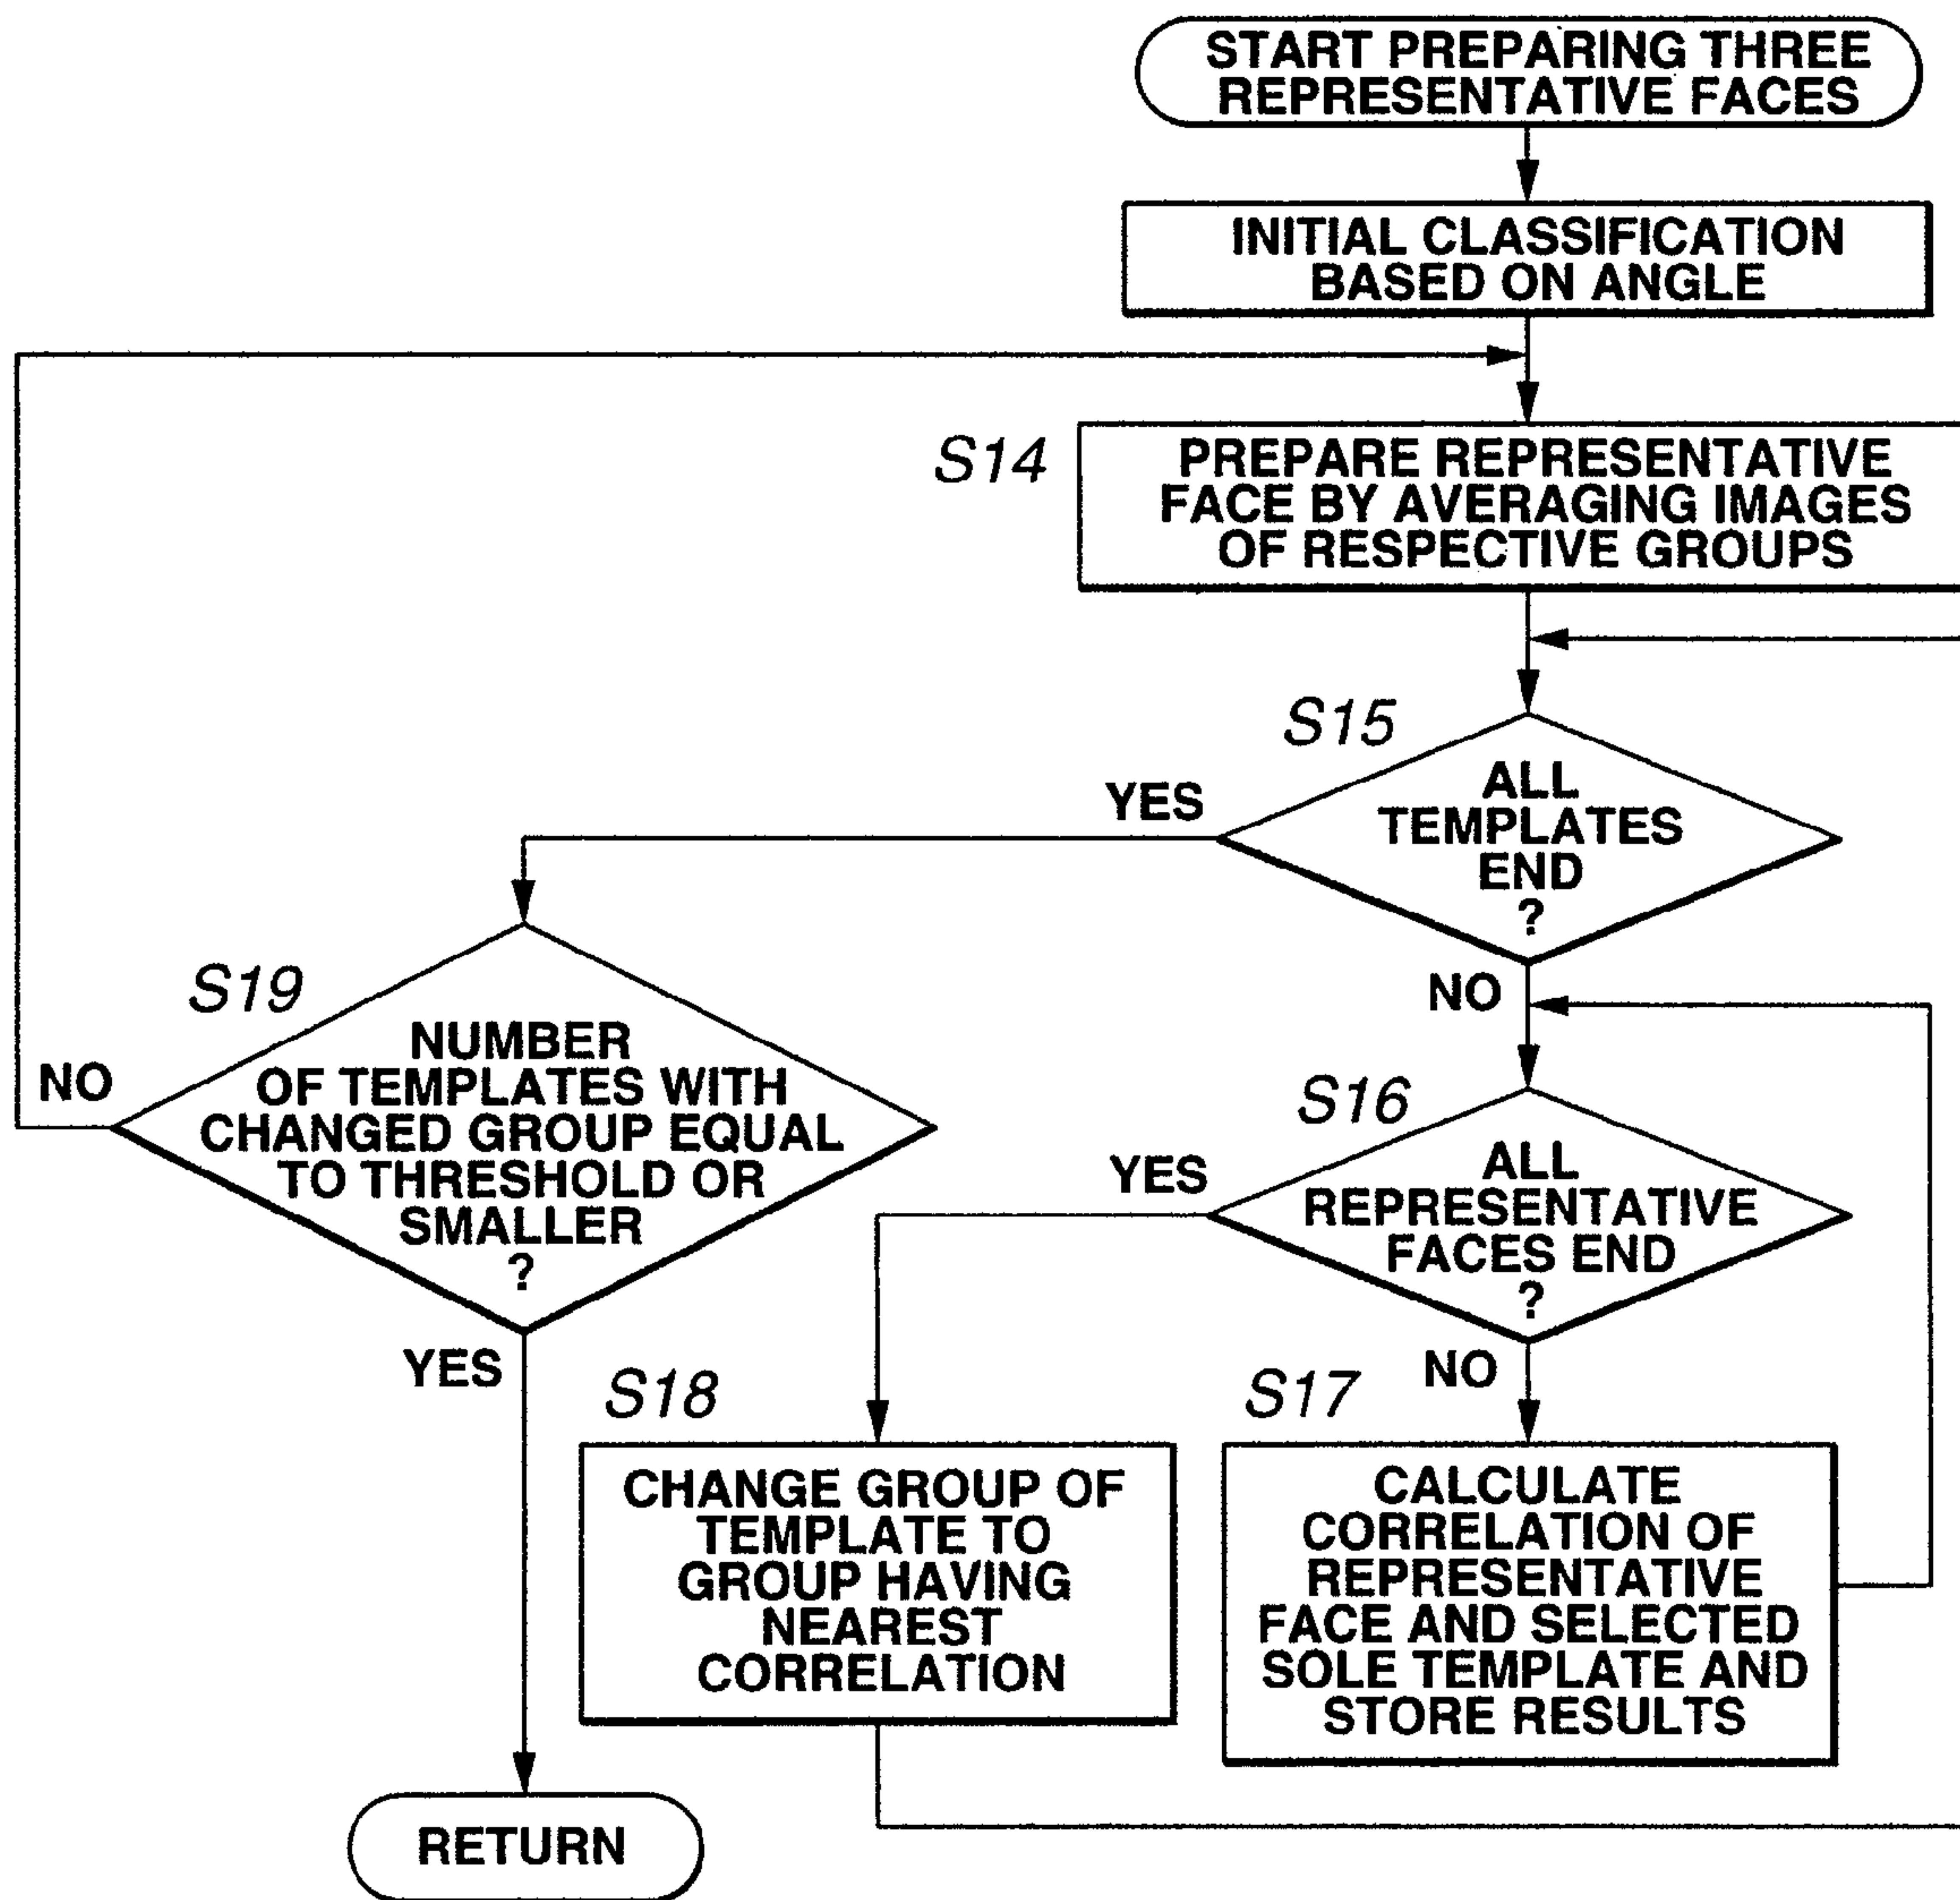 START PREPARING THREE
REPRESENTATIVE FACES
INITIAL CLASSIFICATION
BASED ON ANGLE
S14
PREPARE REPRESENTATIVE
FACE BY AVERAGING IMAGES
OF RESPECTIVE GROUPS
S15
YES
ALL
TEMPLATES
END
?
NO
S19
NO
NUMBER
OF TEMPLATES WITH
CHANGED GROUP EQUAL
TO THRESHOLD OR
SMALLER
?
YES
S16
YES
ALL
REPRESENTATIVE
FACES END
?
NO
S18
CHANGE GROUP OF
TEMPLATE TO
GROUP HAVING
NEAREST
CORRELATION
S17
CALCULATE
CORRELATION OF
REPRESENTATIVE
FACE AND SELECTED
SOLE TEMPLATE AND
STORE RESULTS
RETURN